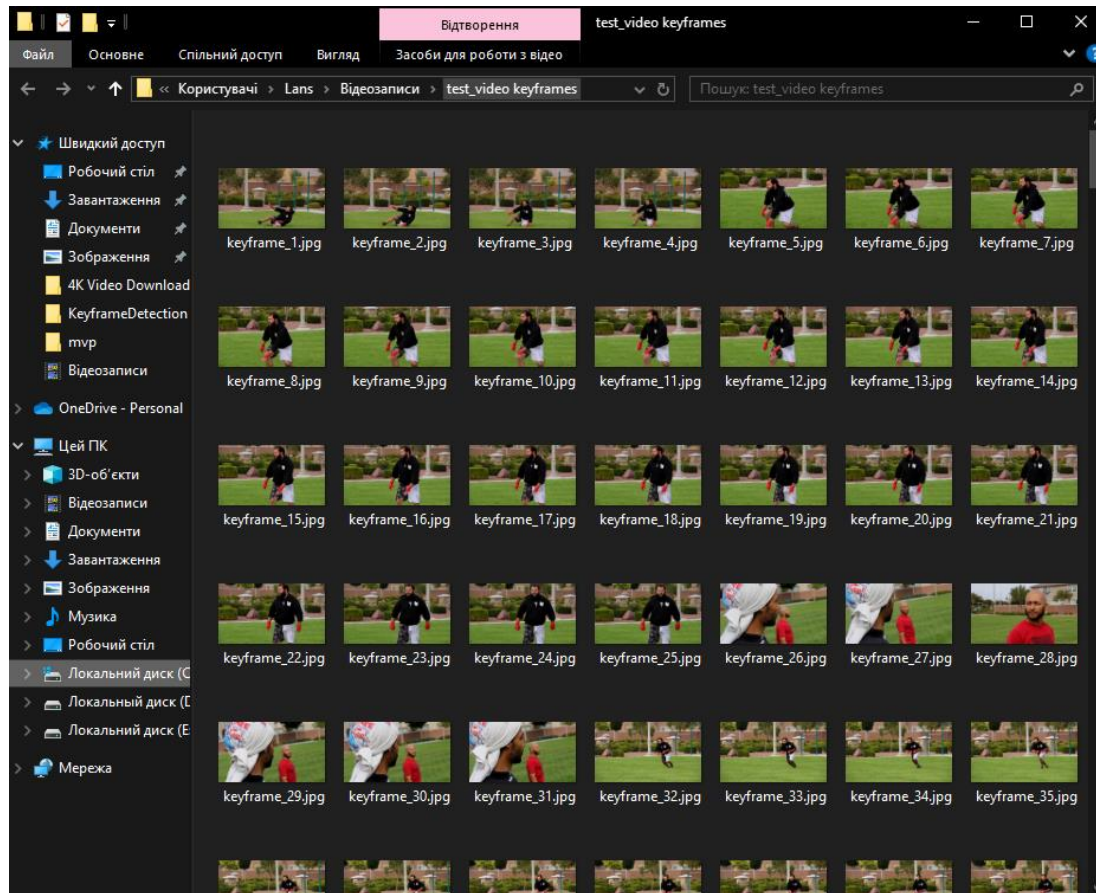 Відтворення
test_video keyframes
Файл
Основне
Спільний доступ
Вигляд
Засоби для роботи з відео
« Користувачі > Lans > Відеозаписи > test_video keyframes
Пошук: test_video keyframes
Швидкий доступ
Робочий стіл
Завантаження
Документи
Зображення
4K Video Download
KeyframeDetection
mvp
Відеозаписи
OneDrive - Personal
Цей ПК
3D-об'єкти
Відеозаписи
Документи
Завантаження
Зображення
Музика
Робочий стіл
Локальний диск (C
Локальный диск (D
Локальний диск (E
Мережа
keyframe_1.jpg keyframe_2.jpg keyframe_3.jpg keyframe_4.jpg keyframe_5.jpg keyframe_6.jpg keyframe_7.jpg
keyframe_8.jpg keyframe_9.jpg keyframe_10.jpg keyframe_11.jpg keyframe_12.jpg keyframe_13.jpg keyframe_14.jpg
keyframe_15.jpg keyframe_16.jpg keyframe_17.jpg keyframe_18.jpg keyframe_19.jpg keyframe_20.jpg keyframe_21.jpg
keyframe_22.jpg keyframe_23.jpg keyframe_24.jpg keyframe_25.jpg keyframe_26.jpg keyframe_27.jpg keyframe_28.jpg
keyframe_29.jpg keyframe_30.jpg keyframe_31.jpg keyframe_32.jpg keyframe_33.jpg keyframe_34.jpg keyframe_35.jpg